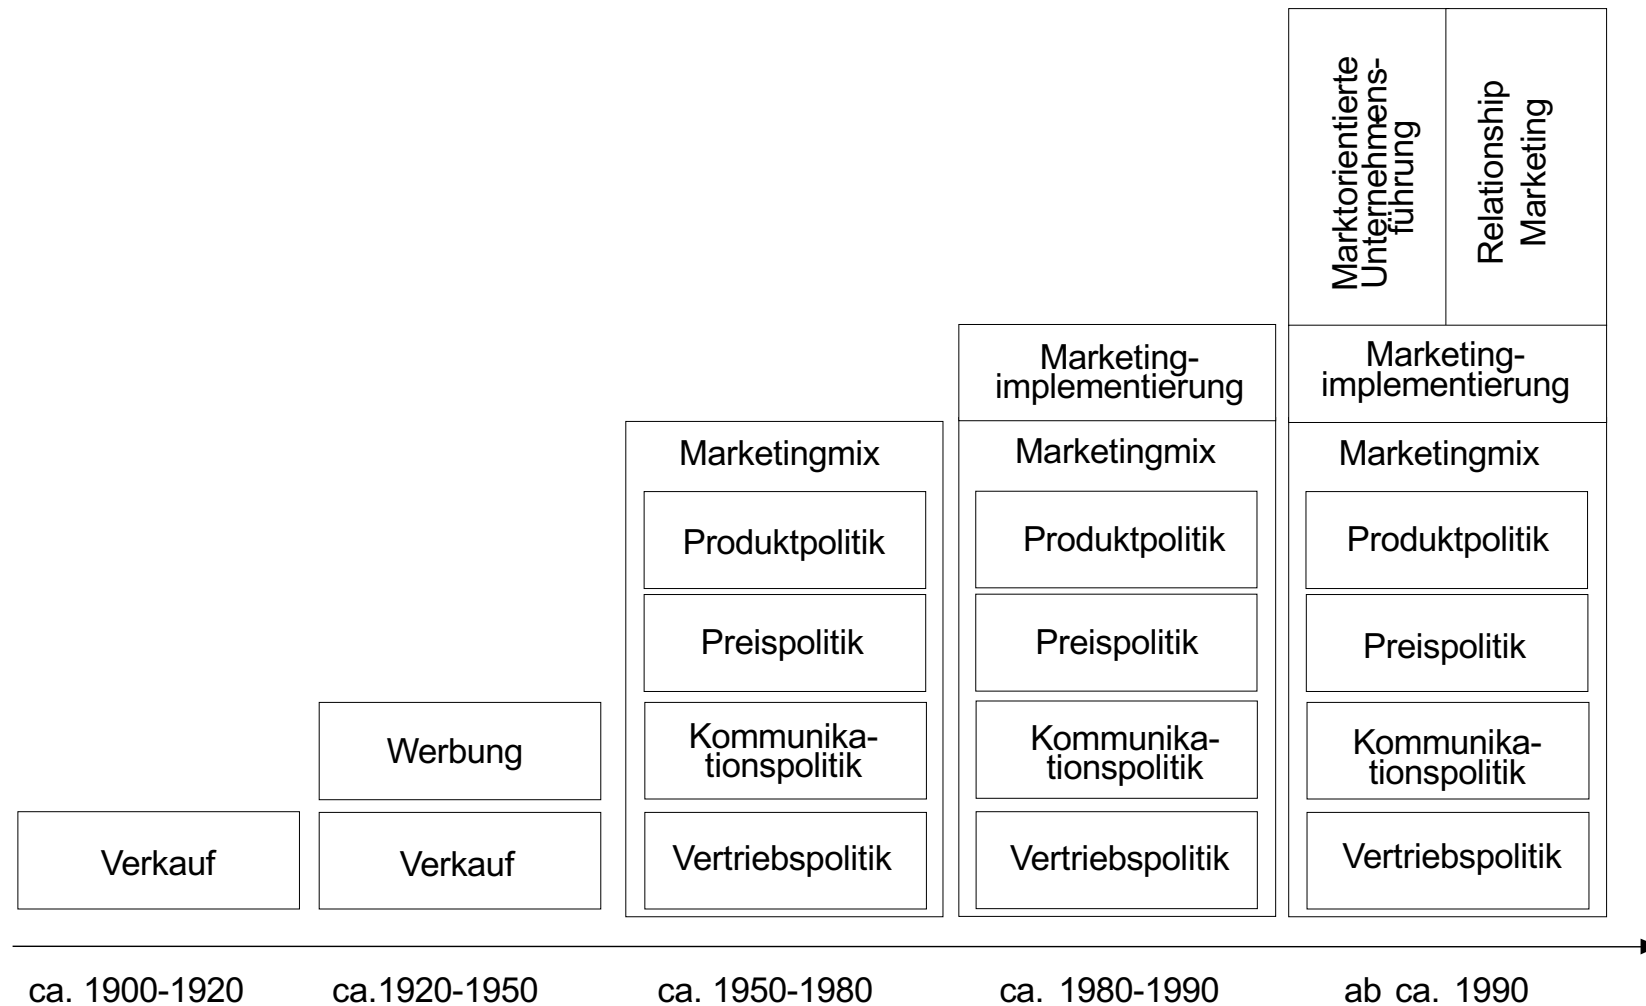 Marktorientierte
Unternehmens-
führung
Relationship
Marketing
Marketing-
implementierung
Marketing-
implementierung
Marketingmix
Marketingmix
Marketingmix
Produktpolitik
Produktpolitik
Produktpolitik
Preispolitik
Preispolitik
Preispolitik
Werbung
Kommunika-
tionspolitik
Kommunika-
tionspolitik
Kommunika-
tionspolitik
Verkauf
Verkauf
Vertriebspolitik
Vertriebspolitik
Vertriebspolitik
ca. 1900-1920
ca.1920-1950
ca. 1950-1980
ca. 1980-1990
ab ca. 1990